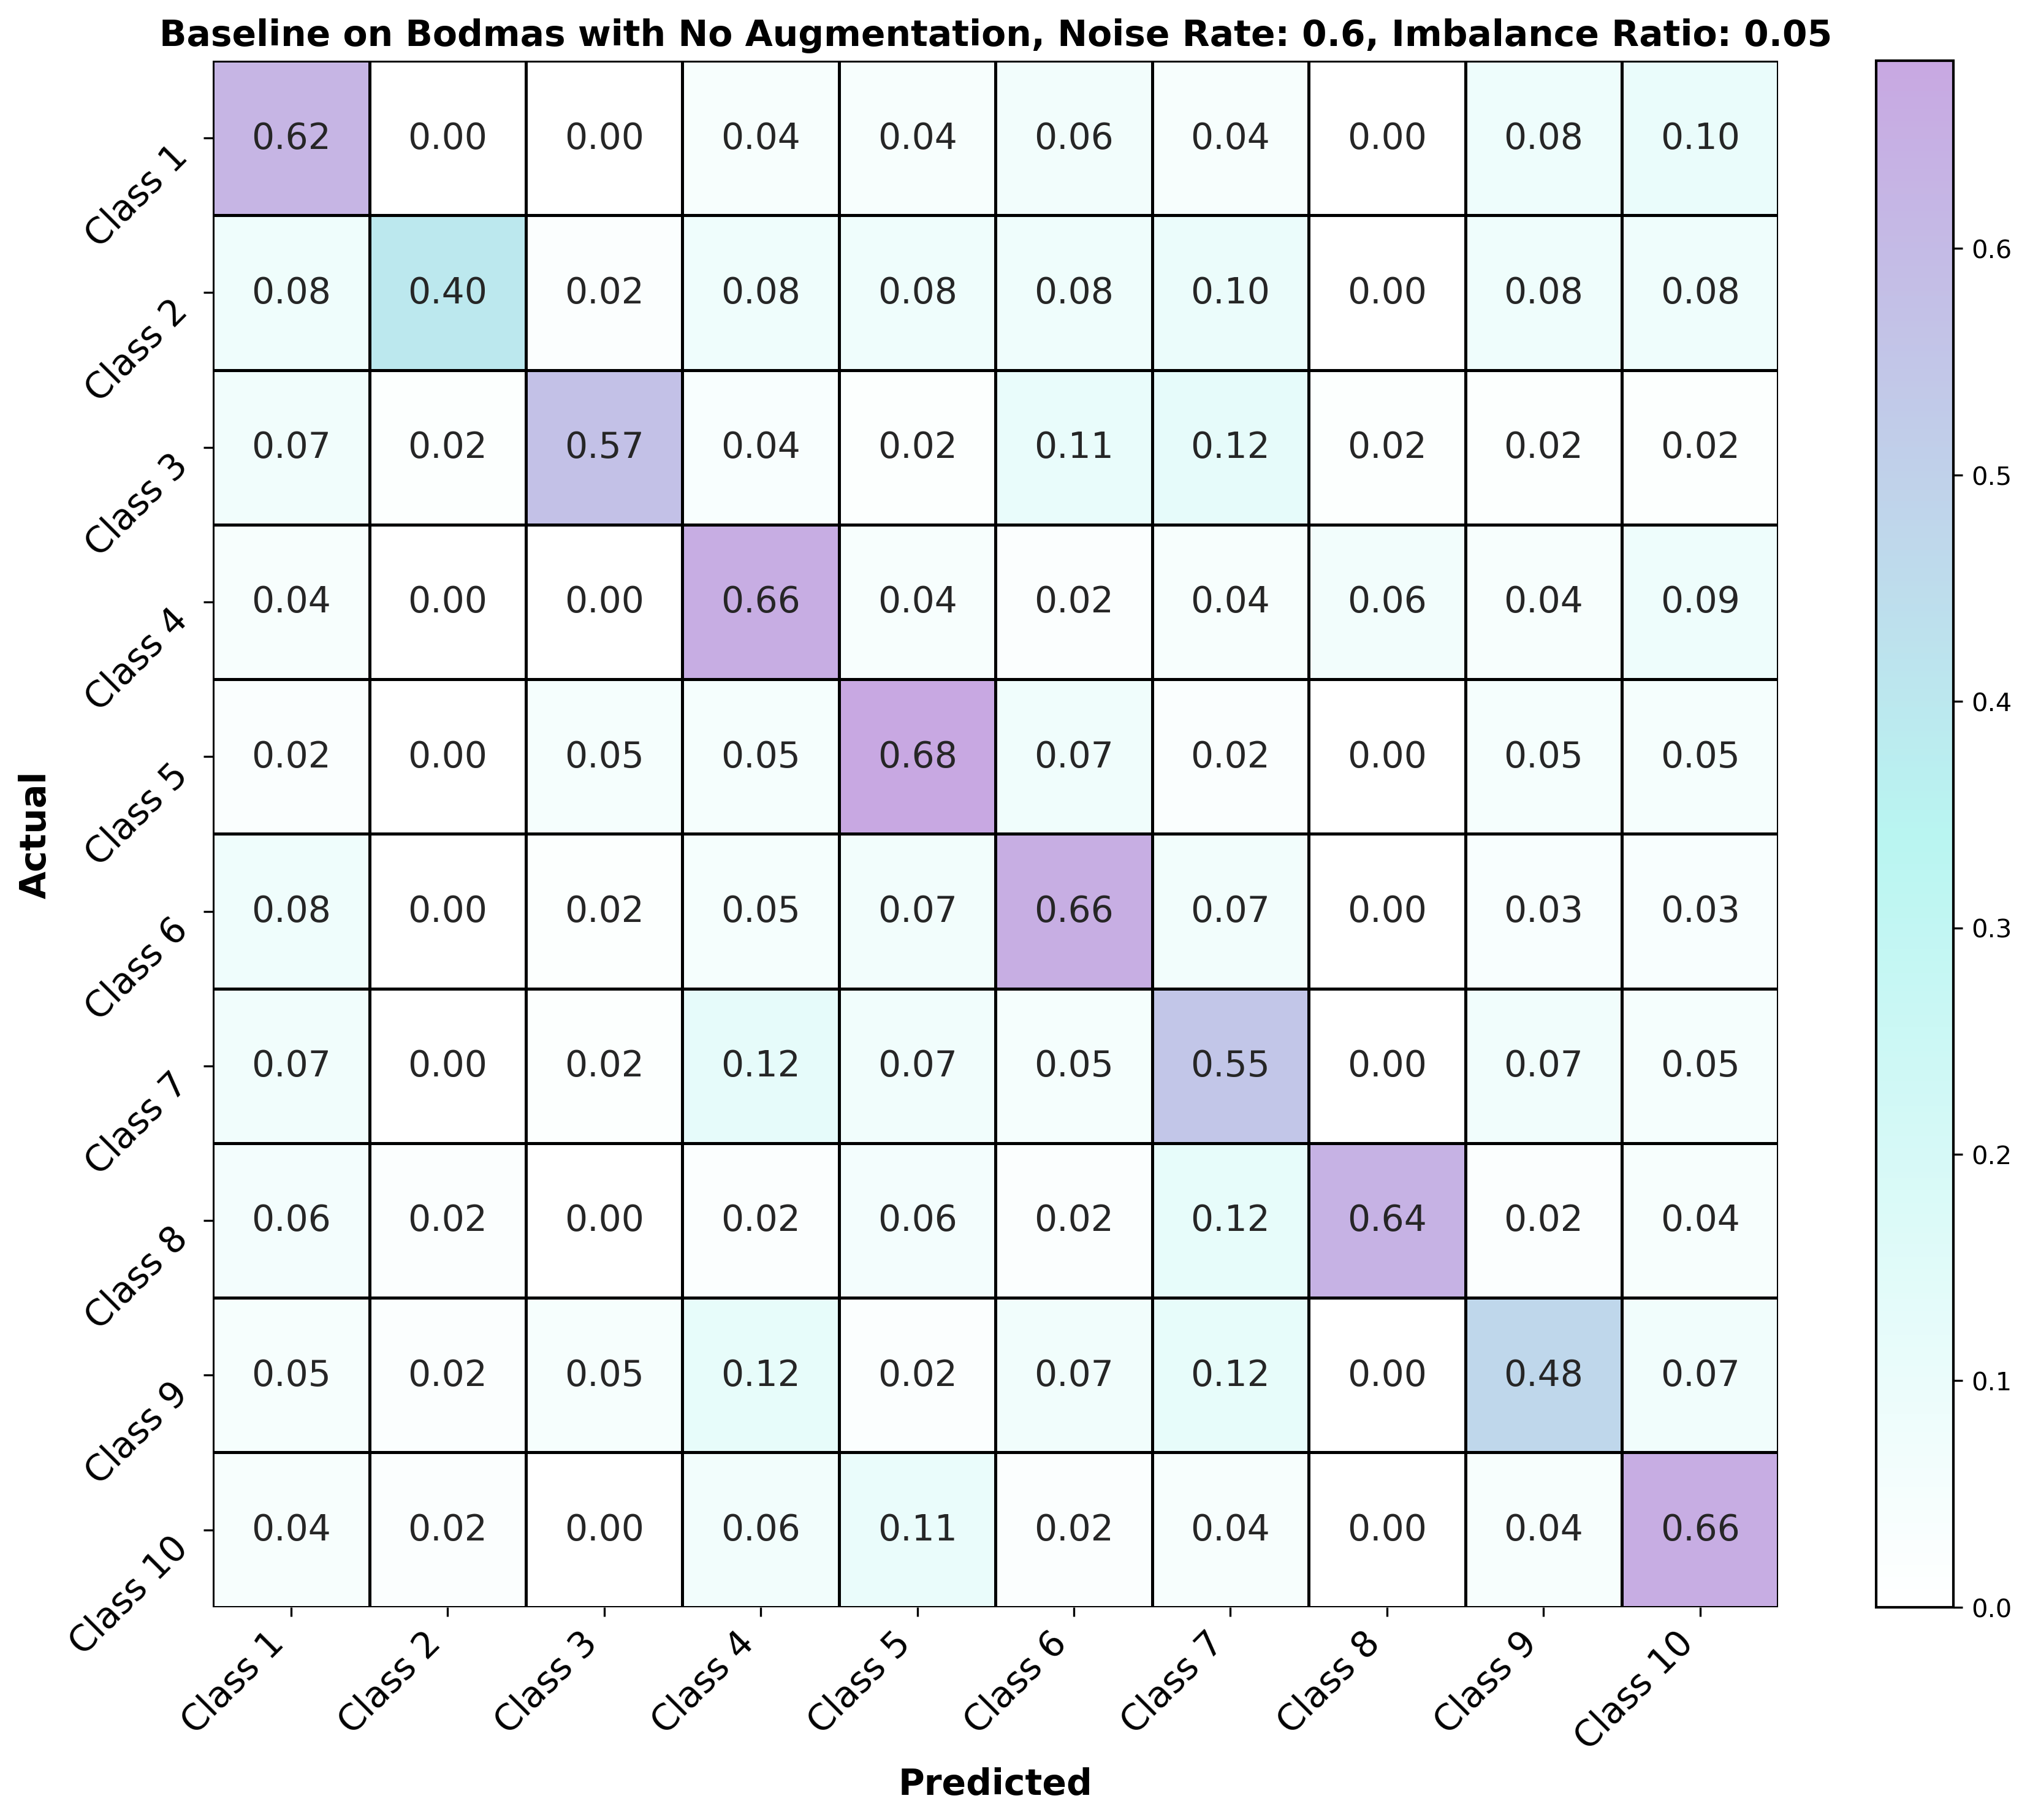 Baseline on Bodmas with No Augmentation, Noise Rate: 0.6, Imbalance Ratio: 0.05
Class 1 0.62 0.00 0.00 0.04 0.04 0.06 0.04 0.00 0.08 0.10
Class 2 0.08 0.40 0.02 0.08 0.08 0.08 0.10 0.00 0.08 0.08
Class 3 0.07 0.02 0.57 0.04 0.02 0.11 0.12 0.02 0.02 0.02
Class 4 0.04 0.00 0.00 0.66 0.04 0.02 0.04 0.06 0.04 0.09
Class 5 0.02 0.00 0.05 0.05 0.68 0.07 0.02 0.00 0.05 0.05
Class 6 0.08 0.00 0.02 0.05 0.07 0.66 0.07 0.00 0.03 0.03
Class 7 0.07 0.00 0.02 0.12 0.07 0.05 0.55 0.00 0.07 0.05
Class 8 0.06 0.02 0.00 0.02 0.06 0.02 0.12 0.64 0.02 0.04
Class 9 0.05 0.02 0.05 0.12 0.02 0.07 0.12 0.00 0.48 0.07
Class 10 0.04 0.02 0.00 0.06 0.11 0.02 0.04 0.00 0.04 0.66
Class 1 Class 2 Class 3 Class 4 Class 5 Class 6 Class 7 Class 8 Class 9 Class 10
Predicted
Actual
0.6
0.5
0.4
0.3
0.2
0.1
0.0